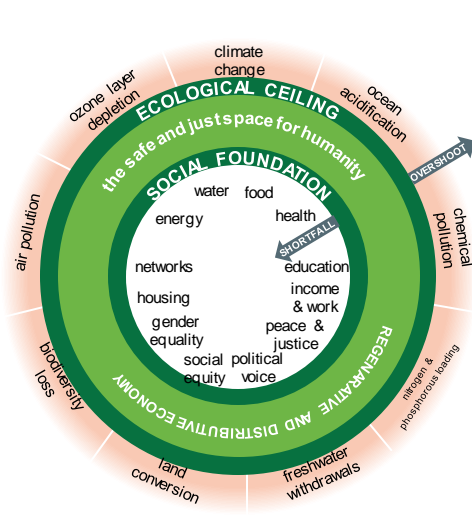 climate
change
ocean
acidification
OVERSHOOT
chemical
pollution
nitrogen &
phosphorous loading
freshwater
withdrawals
land
conversion
biodiversity
loss
air pollution
ozone layer
depletion
ECOLOGICAL CEILING
the safe and just space for humanity
REGENARATIVE AND DISTRIBUTIVE ECONOMY
SOCIAL FOUNDATION
water
food
energy
health
SHORTFALL
networks
education
housing
income
& work
gender
equality
peace &
justice
social
equity
political
voice